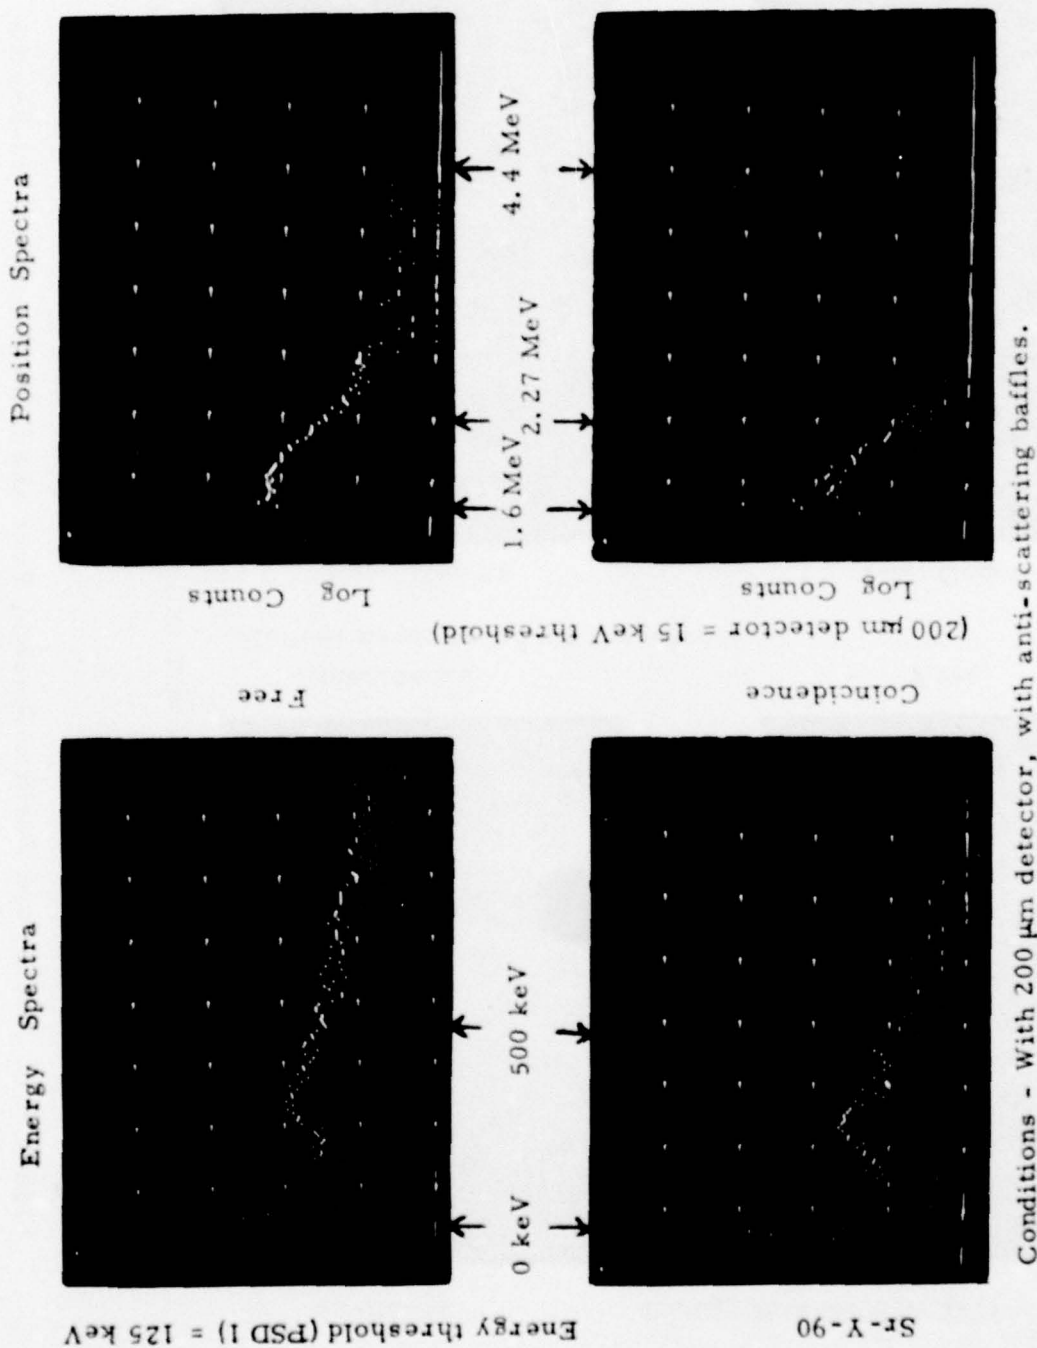 Energy Spectra
Position Spectra
Energy threshold (PSD 1) = 125 keV
Free
Log Counts
0 keV
500 keV
1.6 MeV
2.27 MeV
4.4 MeV
(200 µm detector = 15 keV threshold)
Sr-Y-90
Coincidence
Log Counts
Conditions - With 200 µm detector, with anti-scattering baffles.